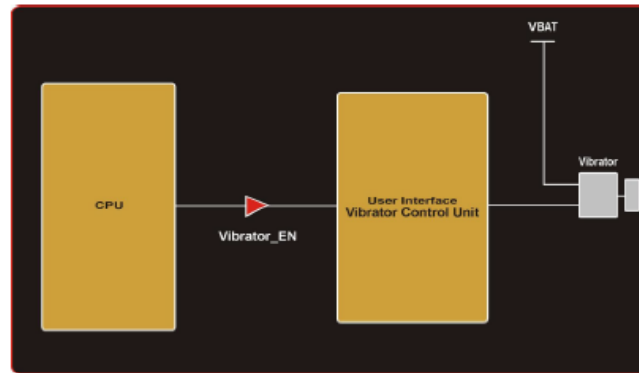 VBAT
Vibrator
CPU
User Interface
Vibrator Control Unit
Vibrator_EN